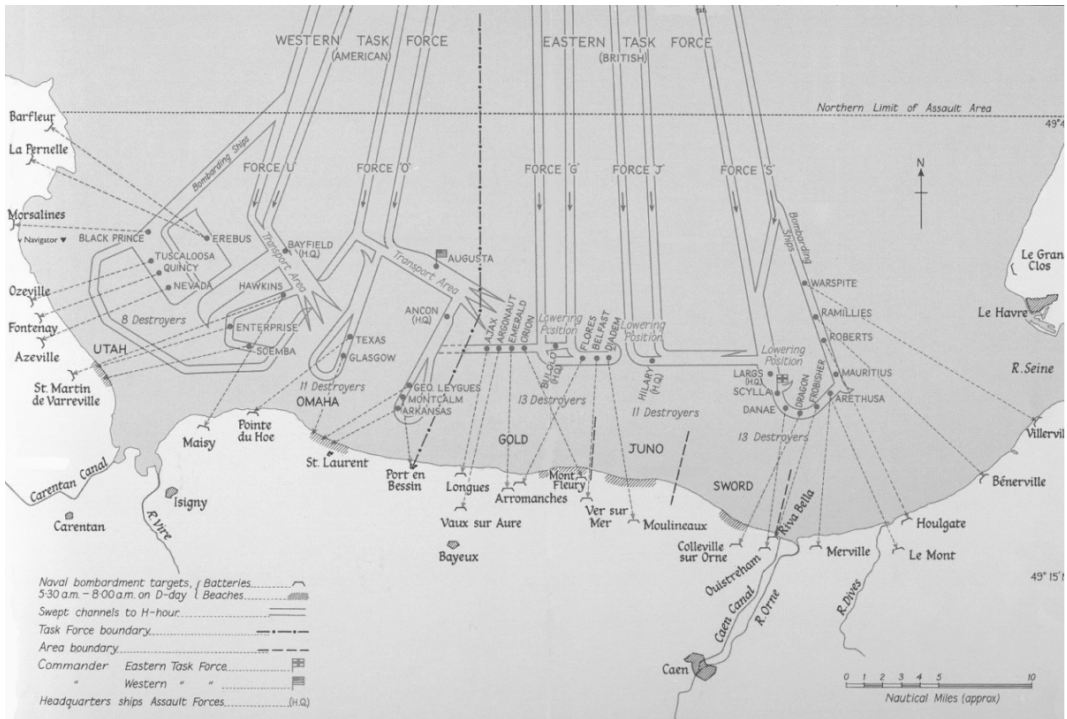 WESTERN TASK FORCE
(AMERICAN)
EASTERN TASK FORCE
(BRITISH)
Northern Limit of Assault Area
49°4
Barfleur
La Pernelle
Morsalines
Navigator
Ozeville
Fontenay
Azeville
UTAH
St. Martin
de Varreville
Bombarding Ships
FORCE 'U'
FORCE 'O'
FORCE 'G'
FORCE 'J'
FORCE 'S'
N
Bombarding
Ships
BLACK PRINCE
EREBUS
TUSCALOOSA
QUINCY
NEVADA
8 Destroyers
HAWKINS
ENTERPRISE
SOEMBA
BAYFIELD
(H.Q.)
Transport Area
Transport Area
AUGUSTA
ANCON
(H.Q)
TEXAS
GLASGOW
11 Destroyers
OMAHA
GEO LEYGUES
MONTCALM
ARKANSAS
AJAX
ARGONAUT
EMERALD
ORION
Lowering
Position
BULOLO
(H.Q)
FLORES
BELFAST
DIADEM
13 Destroyers
GOLD
Lowering
Position
HILARY
(H.Q)
11 Destroyers
JUNO
Lowering
Position
LARGS
(H.Q)
SCYLLA
DANAE
DRAGON
FROBISHER
ARETHUSA
MAURITIUS
ROBERTS
RAMILLIES
WARSPITE
13 Destroyers
SWORD
Le Gran
Clos
Le Havre
R. Seine
Villerv
Bénerville
Houlgate
Le Mont
Merville
Riva Bella
Ouistreham
Colleville
sur Orne
Moulineaux
Ver sur
Mer
Mont
Fleury
Arromanches
Longues
Vaux sur Aure
Bayeux
Port en
Bessin
St. Laurent
Pointe
du Hoe
Maisy
Isigny
Carentan Canal
Carentan
R. Vire
Caen Canal
R. Orne
R. Dives
Caen
49°15'
Naval bombardment targets, Batteries
5·30 a.m. – 8·00 a.m. on D-day Beaches
Swept channels to H-hour
Task Force boundary
Area boundary
Commander Eastern Task Force
" Western " "
Headquarters ships Assault Forces (H.Q.)
0 1 2 3 4 5 10
Nautical Miles (approx)